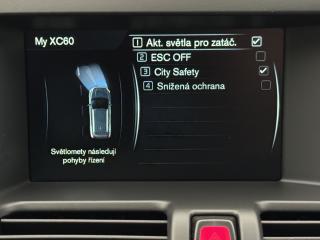 My XC60
1 Akt. světla pro zatáč.
2 ESC OFF
3 City Safety
4 Snížená ochrana
Světlomety následují
pohyby řízení